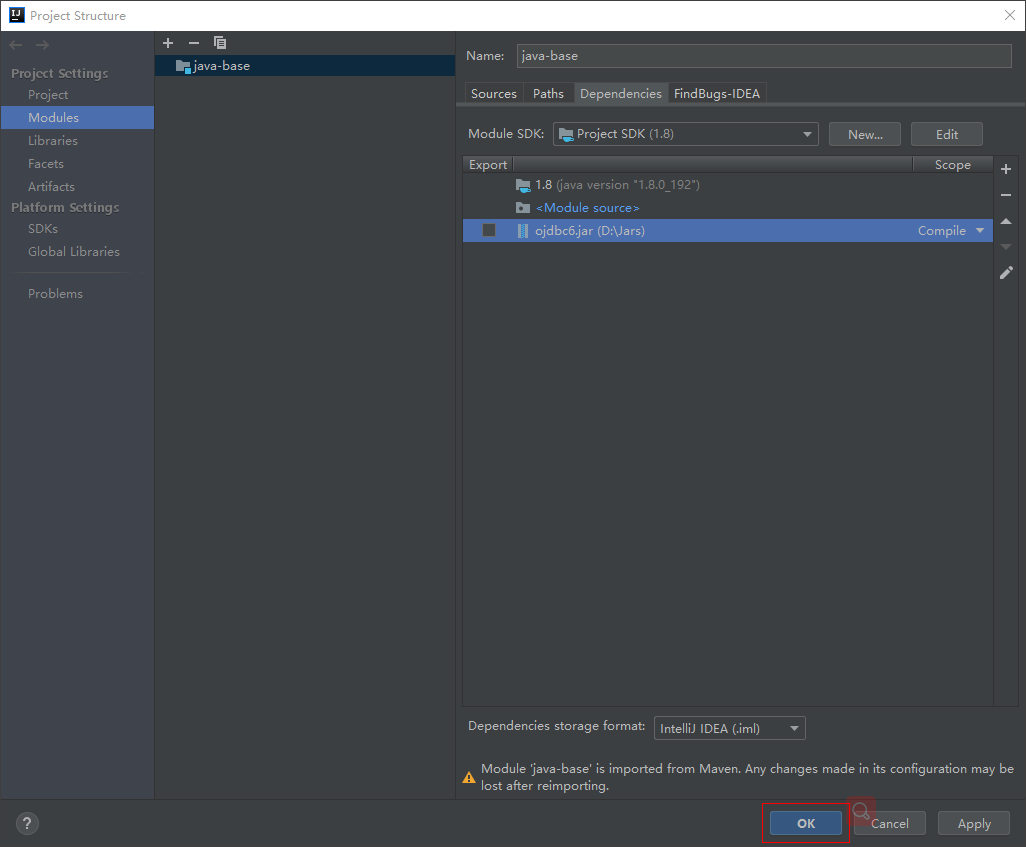 Project Structure
Project Settings
Project
Modules
Libraries
Facets
Artifacts
Platform Settings
SDKs
Global Libraries
Problems
java-base
Name: java-base
Sources Paths Dependencies FindBugs-IDEA
Module SDK: Project SDK (1.8) New... Edit
Export Scope
1.8 (java version "1.8.0_192")
<Module source>
ojdbc6.jar (D:\Jars) Compile
Dependencies storage format: IntelliJ IDEA (.iml)
Module 'java-base' is imported from Maven. Any changes made in its configuration may be
lost after reimporting.
? OK Cancel Apply